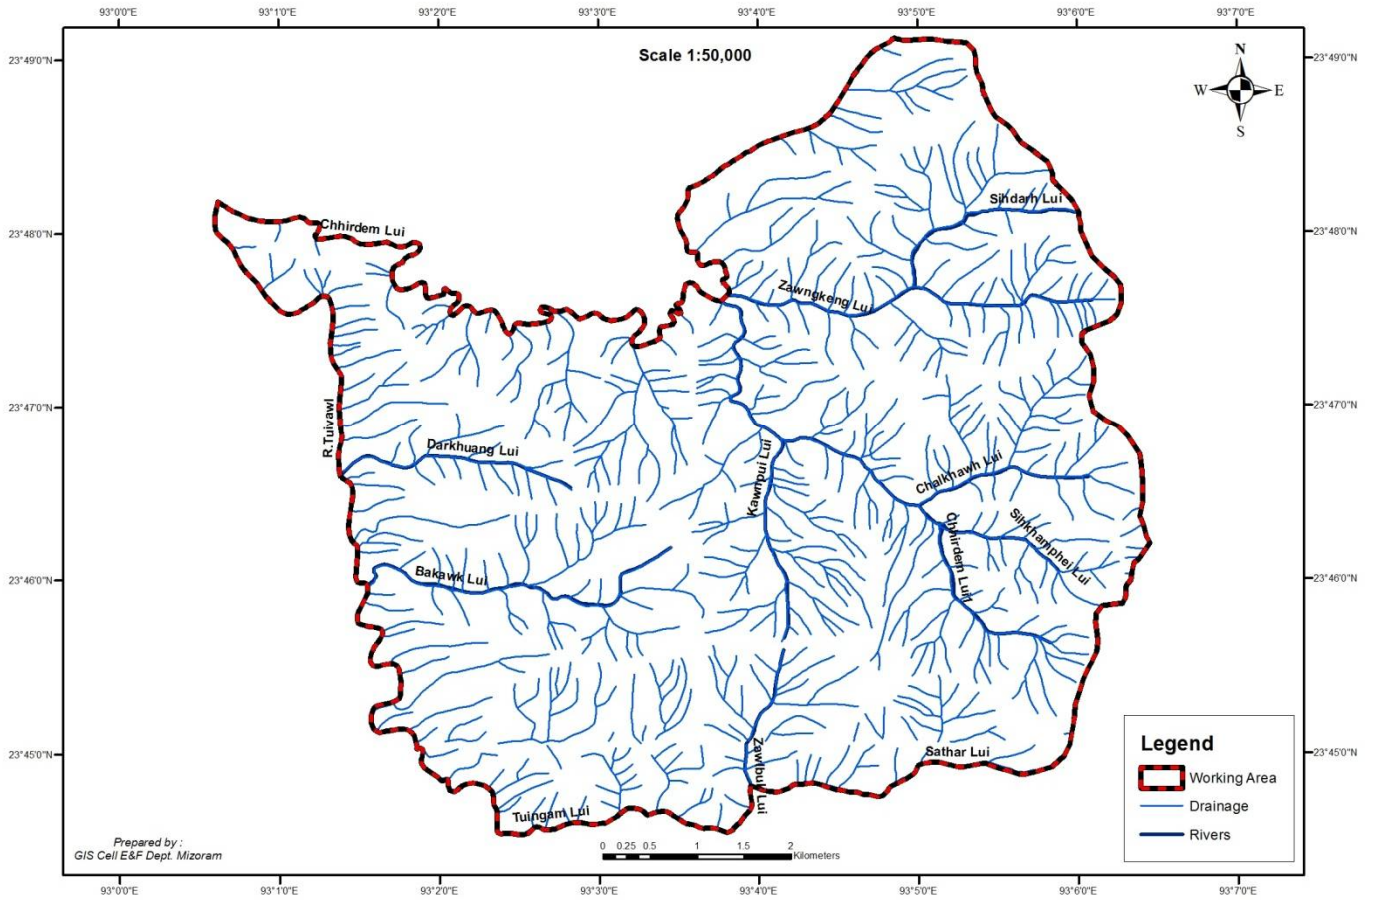 93°0'0"E 93°1'0"E 93°2'0"E 93°3'0"E 93°4'0"E 93°5'0"E 93°6'0"E 93°7'0"E
Scale 1:50,000
N
W E
S
23°49'0"N 23°49'0"N
Sihdarh Lui
Chhirdem Lui
23°48'0"N 23°48'0"N
Zawngkeng Lui
23°47'0"N 23°47'0"N
R.Tuivawl
Darkhuang Lui
Kawnpui Lui
Chalkhawh Lui
Sihkhamphei Lui
Chhirdem Lui1
23°46'0"N 23°46'0"N
Bakawk Lui
23°45'0"N 23°45'0"N
Sathar Lui
Zawlbuk Lui
Tuingam Lui
Legend
Working Area
Drainage
Rivers
Prepared by :
GIS Cell E&F Dept. Mizoram
0 0.25 0.5 1 1.5 2
Kilometers
93°0'0"E 93°1'0"E 93°2'0"E 93°3'0"E 93°4'0"E 93°5'0"E 93°6'0"E 93°7'0"E